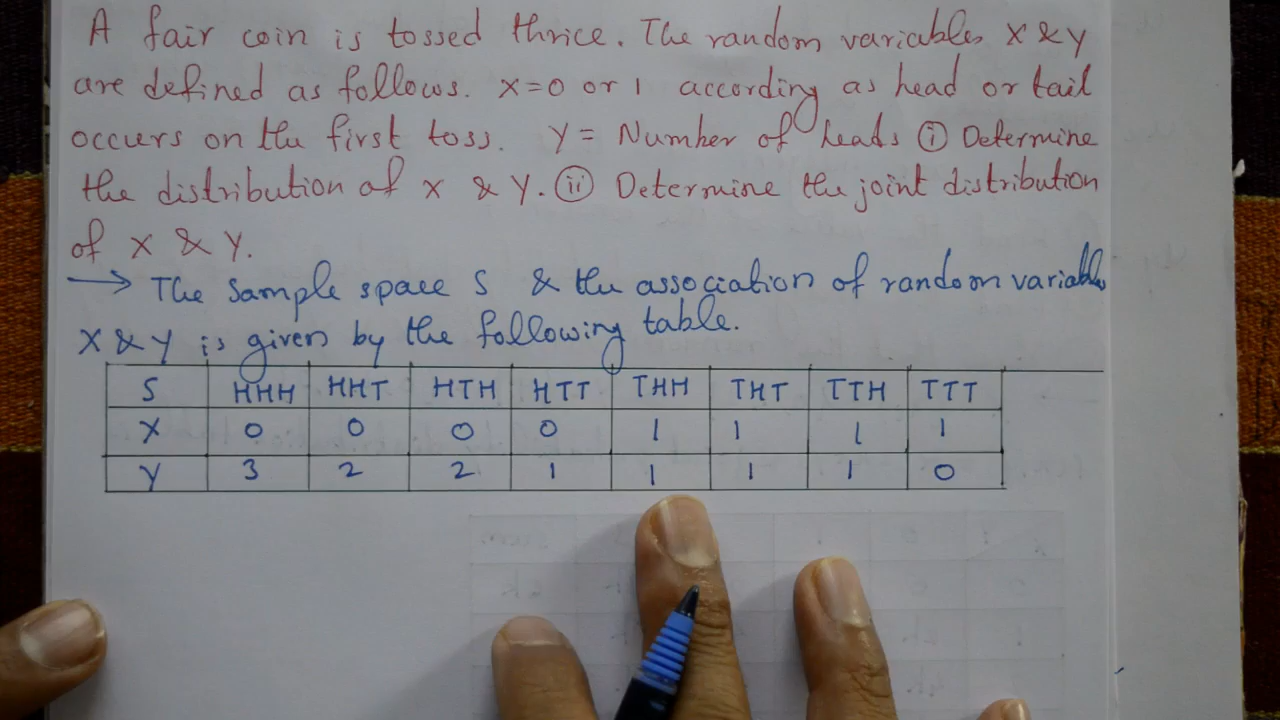 A fair coin is tossed thrice. The random variables X & Y
are defined as follows. X=0 or 1 according as head or tail
occurs on the first toss. Y = Number of heads ⓘ Determine
the distribution of X & Y. ⓘⓘ Determine the joint distribution
of X & Y.
→ The Sample space S & the association of random variables
X & Y is given by the following table.
S HHH HHT HTH HTT THH THT TTH TTT
X 0 0 0 0 1 1 1 1
Y 3 2 2 1 1 1 1 0